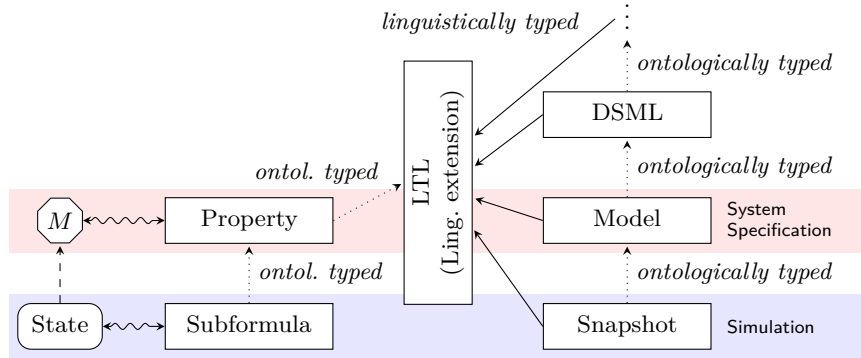 linguistically typed
⋮
ontologically typed
DSML
LTL
(Ling. extension)
ontol. typed
ontologically typed
M
Property
Model
System
Specification
ontol. typed
ontologically typed
State
Subformula
Snapshot
Simulation